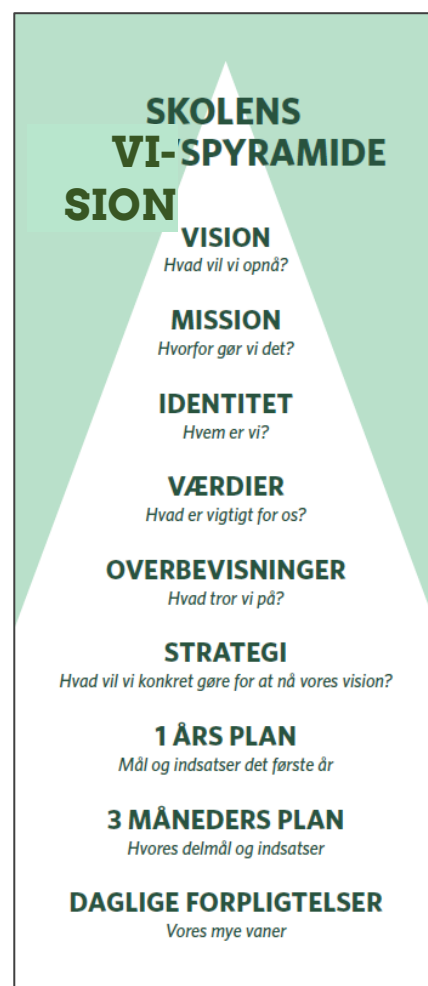 SKOLENS
VI-
SPYRAMIDE
SION
VISION
Hvad vil vi opnå?
MISSION
Hvorfor gør vi det?
IDENTITET
Hvem er vi?
VÆRDIER
Hvad er vigtigt for os?
OVERBEVISNINGER
Hvad tror vi på?
STRATEGI
Hvad vil vi konkret gøre for at nå vores vision?
1 ÅRS PLAN
Mål og indsatser det første år
3 MÅNEDERS PLAN
Hvores delmål og indsatser
DAGLIGE FORPLIGTELSER
Vores mye vaner